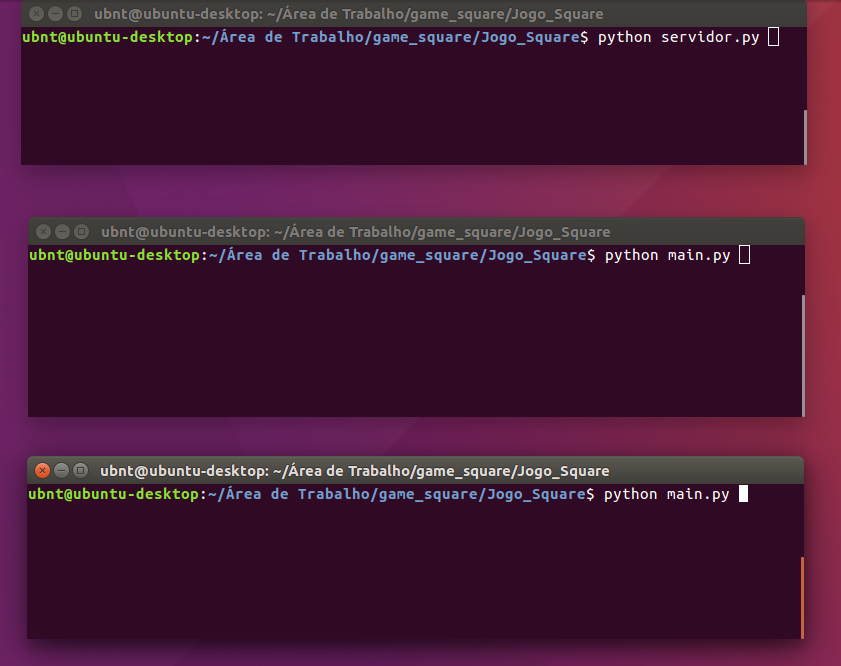 ubnt@ubuntu-desktop: ~/Área de Trabalho/game_square/Jogo_Square
ubnt@ubuntu-desktop:~/Área de Trabalho/game_square/Jogo_Square$ python servidor.py
ubnt@ubuntu-desktop: ~/Área de Trabalho/game_square/Jogo_Square
ubnt@ubuntu-desktop:~/Área de Trabalho/game_square/Jogo_Square$ python main.py
ubnt@ubuntu-desktop: ~/Área de Trabalho/game_square/Jogo_Square
ubnt@ubuntu-desktop:~/Área de Trabalho/game_square/Jogo_Square$ python main.py